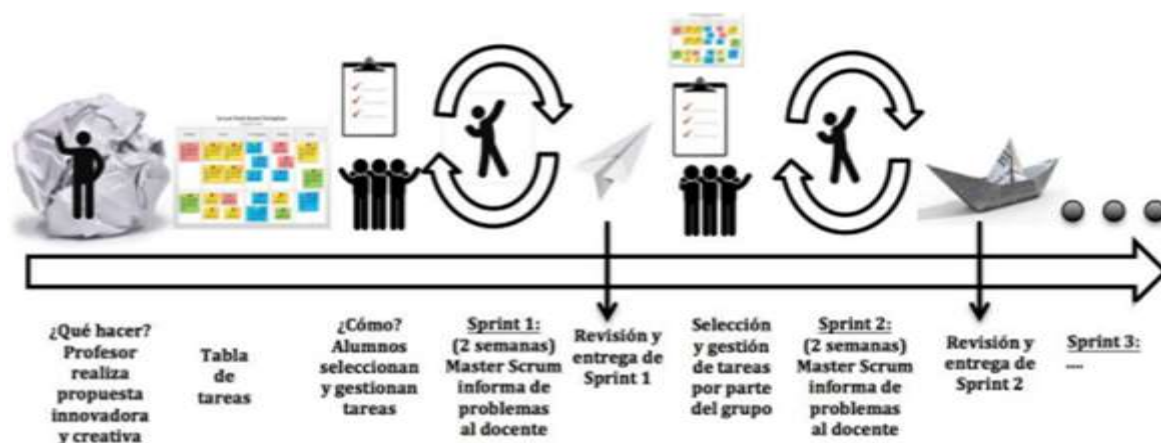 ¿Qué hacer?
Profesor
realiza
propuesta
innovadora
y creativa
Tabla
de
tareas
¿Cómo?
Alumnos
seleccionan
y gestionan
tareas
Sprint 1:
(2 semanas)
Master Scrum
informa de
problemas
al docente
Revisión y
entrega de
Sprint 1
Selección
y gestión
de tareas
por parte
del grupo
Sprint 2:
(2 semanas)
Master Scrum
informa de
problemas
al docente
Revisión y
entrega de
Sprint 2
Sprint 3:
....